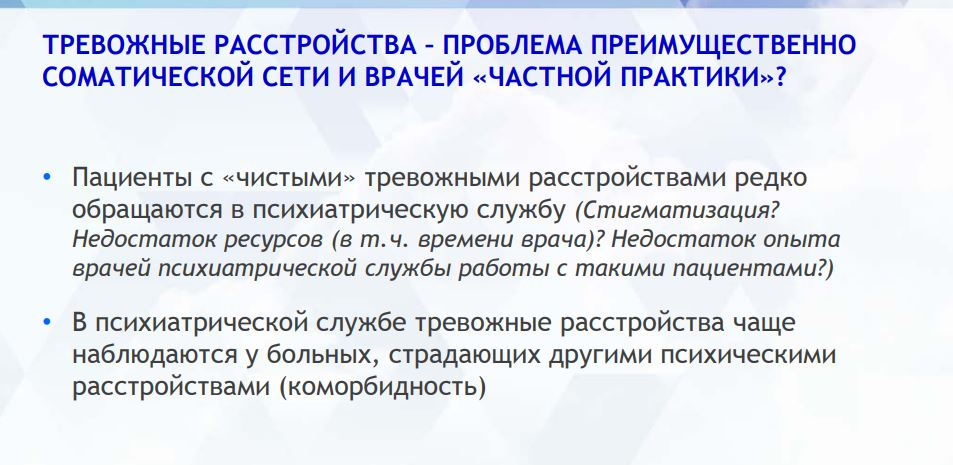 ТРЕВОЖНЫЕ РАССТРОЙСТВА – ПРОБЛЕМА ПРЕИМУЩЕСТВЕННО
СОМАТИЧЕСКОЙ СЕТИ И ВРАЧЕЙ «ЧАСТНОЙ ПРАКТИКИ»?
• Пациенты с «чистыми» тревожными расстройствами редко
обращаются в психиатрическую службу (Стигматизация?
Недостаток ресурсов (в т.ч. времени врача)? Недостаток опыта
врачей психиатрической службы работы с такими пациентами?)
• В психиатрической службе тревожные расстройства чаще
наблюдаются у больных, страдающих другими психическими
расстройствами (коморбидность)